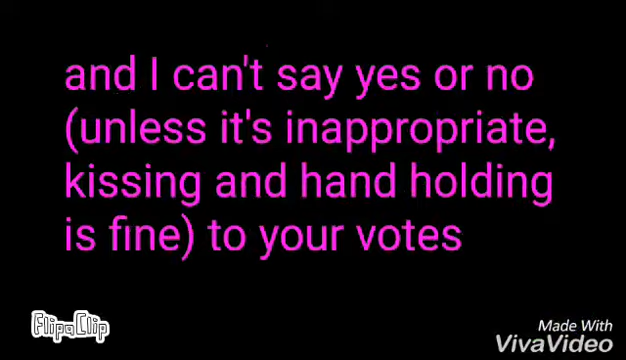 and I can't say yes or no
(unless it's inappropriate,
kissing and hand holding
is fine) to your votes
FlipaClip
Made With
VivaVideo